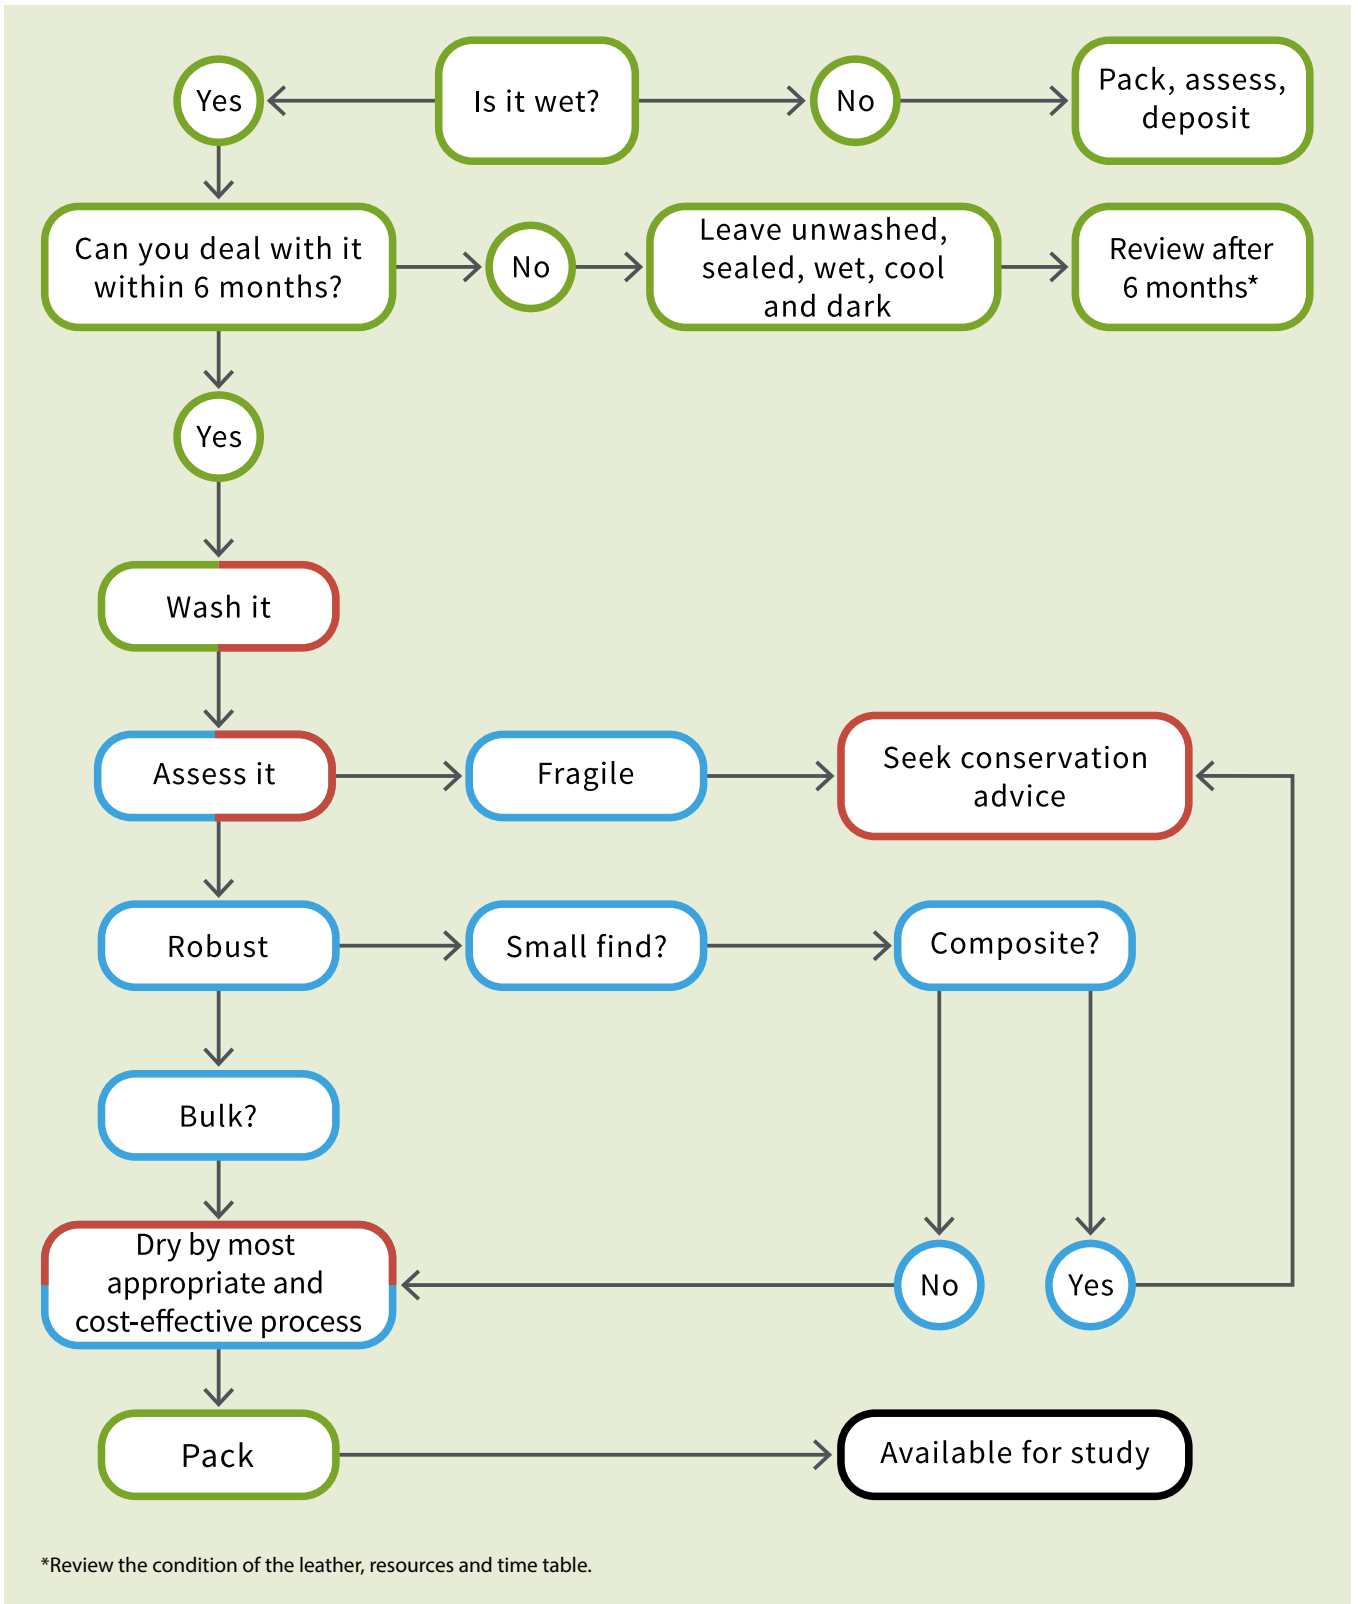 Yes
Is it wet?
No
Pack, assess,
deposit
Can you deal with it
within 6 months?
No
Leave unwashed,
sealed, wet, cool
and dark
Review after
6 months*
Yes
Wash it
Assess it
Fragile
Seek conservation
advice
Robust
Small find?
Composite?
Bulk?
Dry by most
appropriate and
cost-effective process
No
Yes
Pack
Available for study
*Review the condition of the leather, resources and time table.